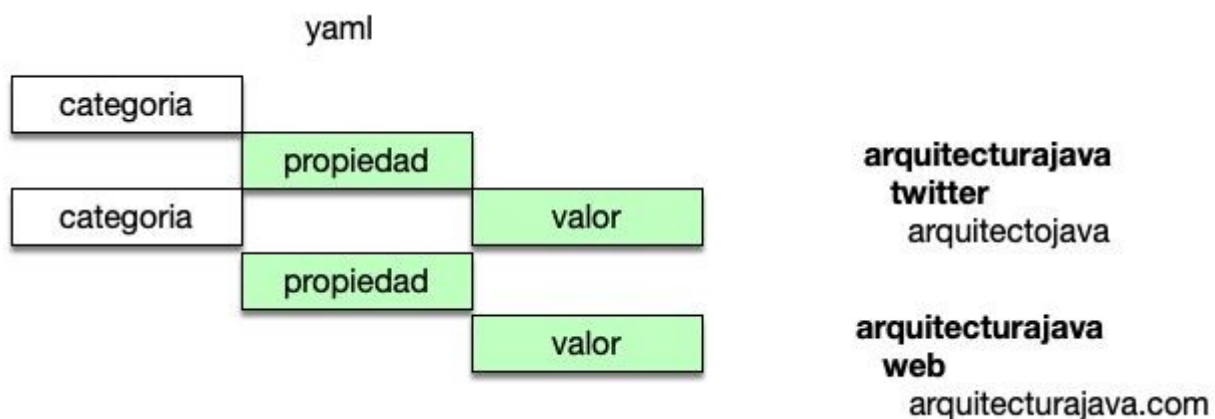 yaml
categoria
propiedad
categoria
valor
propiedad
valor
arquitecturajava
twitter
arquitectojava
arquitecturajava
web
arquitecturajava.com